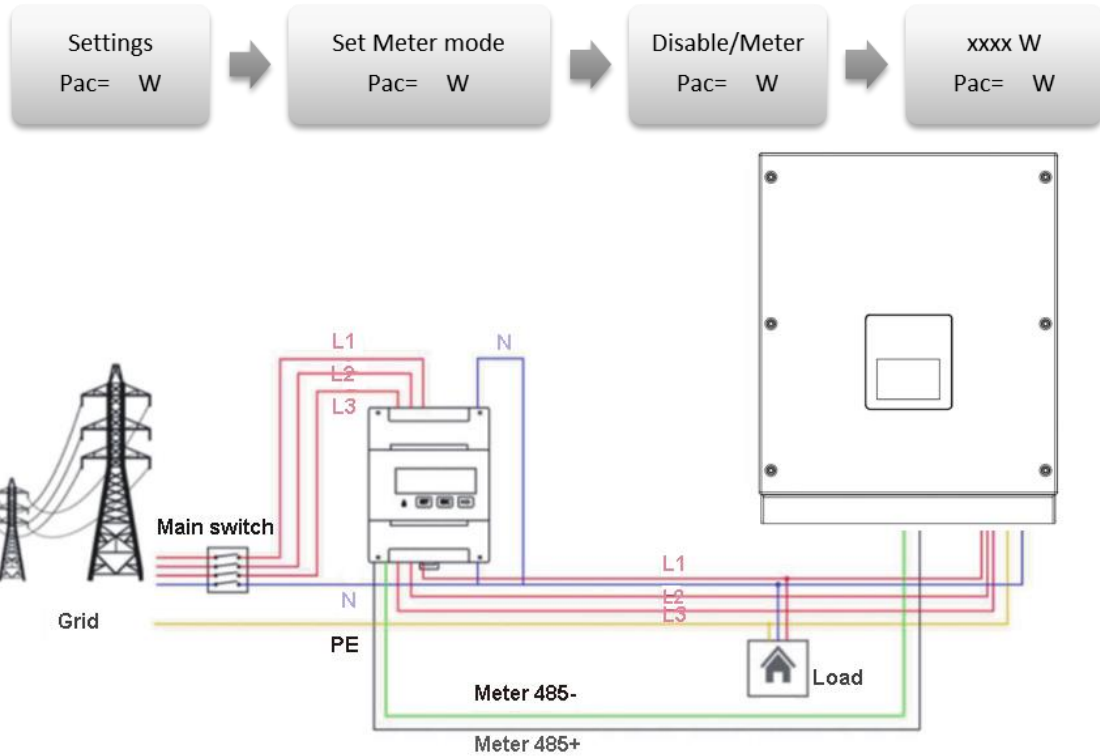 Settings
Pac= W
Set Meter mode
Pac= W
Disable/Meter
Pac= W
xxxx W
Pac= W
L1
N
L2
L3
Main switch
L1
N
L2
L3
Grid
PE
Load
Meter 485-
Meter 485+